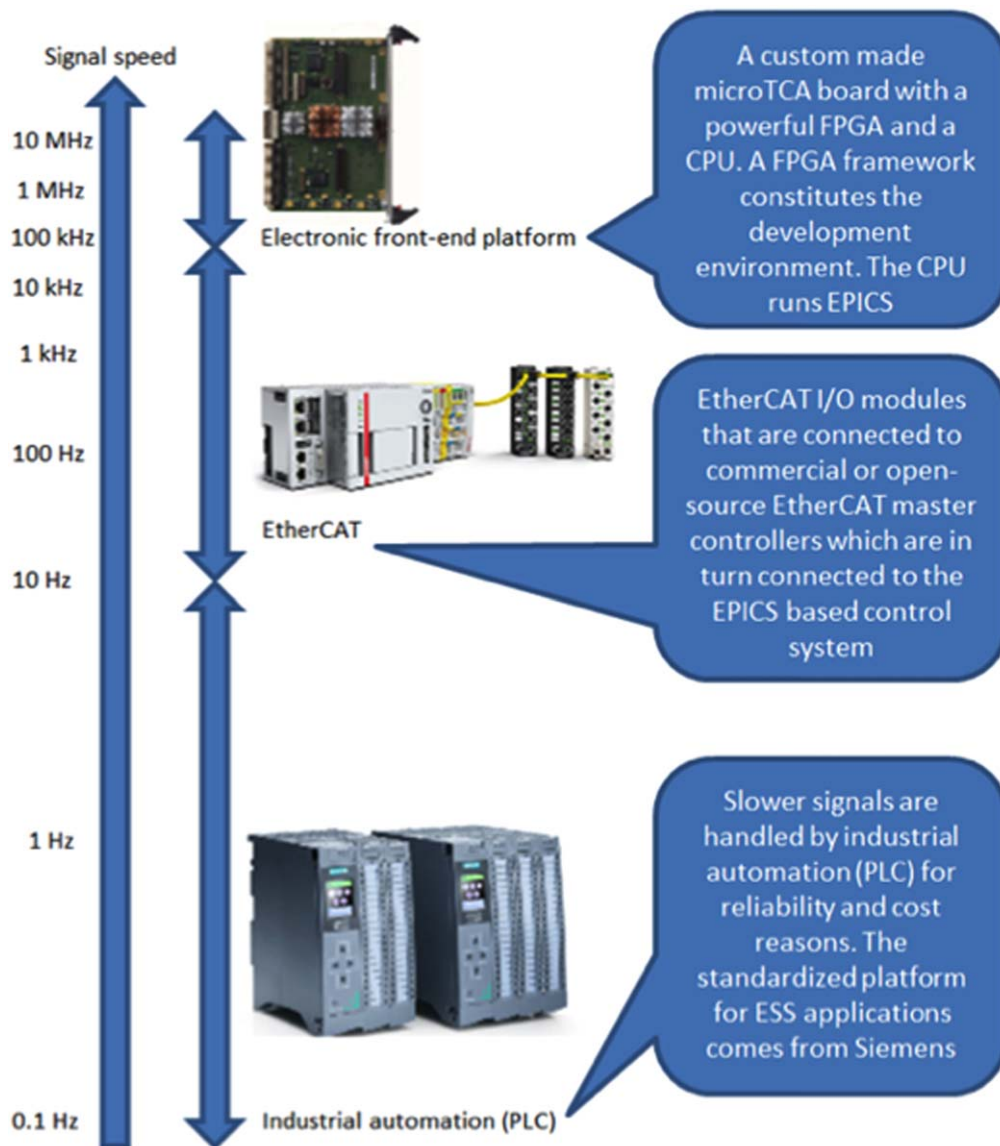 Signal speed
10 MHz
1 MHz
100 kHz
10 kHz
1 kHz
100 Hz
10 Hz
1 Hz
0.1 Hz
Electronic front-end platform
A custom made
microTCA board with a
powerful FPGA and a
CPU. A FPGA framework
constitutes the
development
environment. The CPU
runs EPICS
EtherCAT
EtherCAT I/O modules
that are connected to
commercial or open-
source EtherCAT master
controllers which are in
turn connected to the
EPICS based control
system
Industrial automation (PLC)
Slower signals are
handled by industrial
automation (PLC) for
reliability and cost
reasons. The
standardized platform
for ESS applications
comes from Siemens